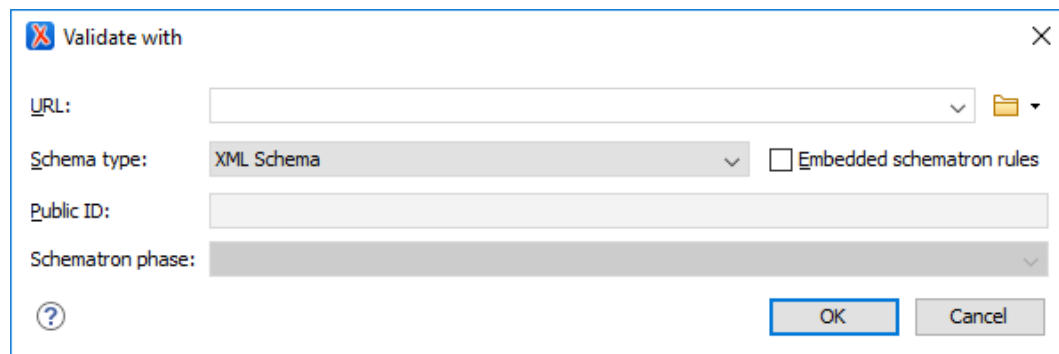 Validate with
URL:
Schema type: XML Schema Embedded schematron rules
Public ID:
Schematron phase:
OK Cancel